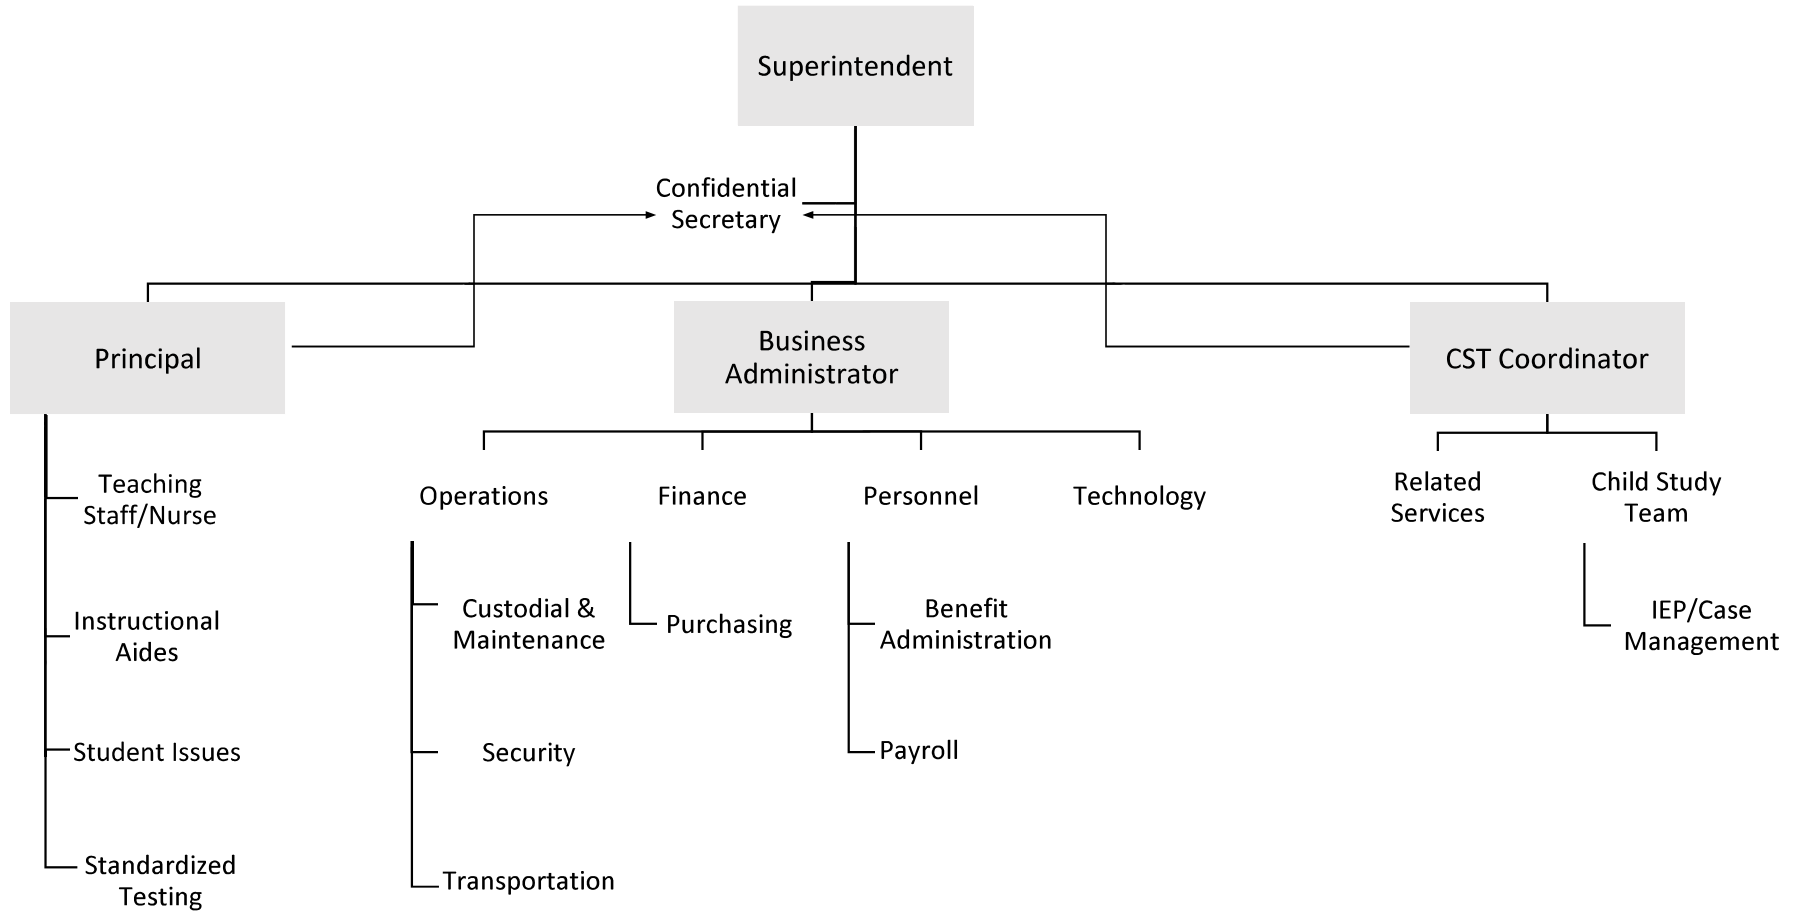 Superintendent
Confidential
Secretary
Principal
Business
Administrator
CST Coordinator
Teaching
Staff/Nurse
Instructional
Aides
Student Issues
Standardized
Testing
Operations
Finance
Personnel
Technology
Custodial &
Maintenance
Security
Transportation
Purchasing
Benefit
Administration
Payroll
Related
Services
Child Study
Team
IEP/Case
Management